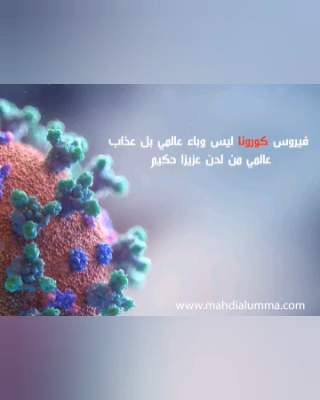 فيروس كورونا ليس وباء عالمي بل عذاب
عالمي من لدن عزيزا حكيم
www.mahdialumma.com